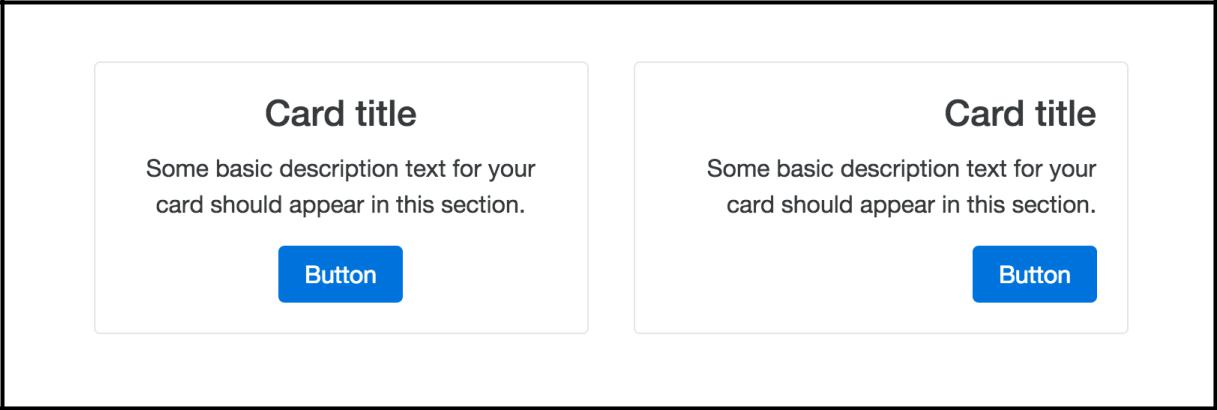 Card title
Some basic description text for your
card should appear in this section.
Button
Card title
Some basic description text for your
card should appear in this section.
Button